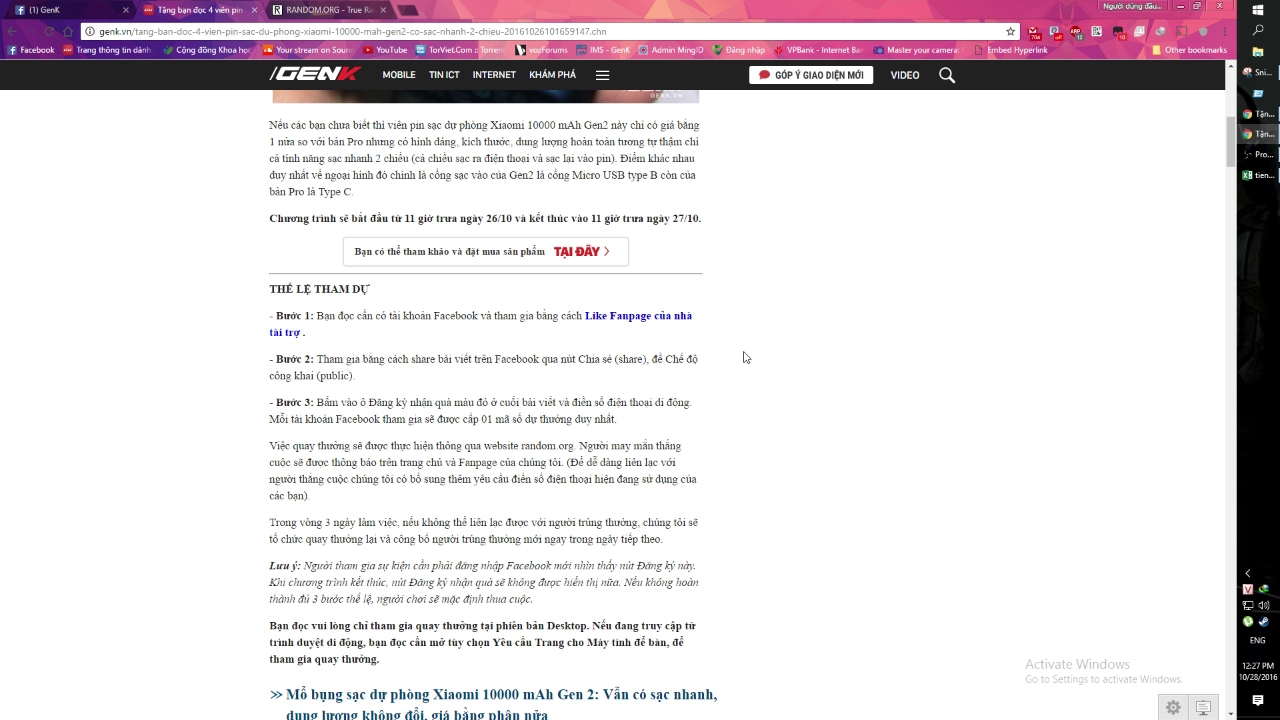 (1) GenK
Tặng bạn đọc 4 viên pin
RANDOM.ORG - True Ra
Người dùng đầu...
genk.vn/tang-ban-doc-4-vien-pin-sac-du-phong-xiaomi-10000-mah-gen2-co-sac-nhanh-2-chieu-20161026101659147.chn
Facebook
Trang thông tin dành
Cộng đồng Khoa học
Your stream on Soun
YouTube
TorViet.Com :: Torrent
vozForums
IMS - GenK
Admin MingID
Đăng nhập
VPBank - Internet Ban
Master your camera
Embed Hyperlink
Other bookmarks
GENK
MOBILE
TIN ICT
INTERNET
KHÁM PHÁ
GÓP Ý GIAO DIỆN MỚI
VIDEO
GENK.VN
Nếu các bạn chưa biết thì viên pin sạc dự phòng Xiaomi 10000 mAh Gen2 này chỉ có giá bằng
1 nửa so với bản Pro nhưng có hình dáng, kích thước, dung lượng hoàn toàn tương tự thậm chí
cả tính năng sạc nhanh 2 chiều (cả chiều sạc ra điện thoại và sạc lại vào pin). Điểm khác nhau
duy nhất về ngoại hình đó chính là cổng sạc vào của Gen2 là cổng Micro USB type B còn của
bản Pro là Type C.
Chương trình sẽ bắt đầu từ 11 giờ trưa ngày 26/10 và kết thúc vào 11 giờ trưa ngày 27/10.
Bạn có thể tham khảo và đặt mua sản phẩm TẠI ĐÂY
THỂ LỆ THAM DỰ
- Bước 1: Bạn đọc cần có tài khoản Facebook và tham gia bằng cách Like Fanpage của nhà
tài trợ .
- Bước 2: Tham gia bằng cách share bài viết trên Facebook qua nút Chia sẻ (share), để Chế độ
công khai (public).
- Bước 3: Bấm vào ô Đăng ký nhận quà màu đỏ ở cuối bài viết và điền số điện thoại di động.
Mỗi tài khoản Facebook tham gia sẽ được cấp 01 mã số dự thưởng duy nhất.
Việc quay thưởng sẽ được thực hiện thông qua website random.org. Người may mắn thắng
cuộc sẽ được thông báo trên trang chủ và Fanpage của chúng tôi. (Để dễ dàng liên lạc với
người thắng cuộc chúng tôi có bổ sung thêm yêu cầu điền số điện thoại hiện đang sử dụng của
các bạn).
Trong vòng 3 ngày làm việc, nếu không thể liên lạc được với người trúng thưởng, chúng tôi sẽ
tổ chức quay thưởng lại và công bố người trúng thưởng mới ngay trong ngày tiếp theo.
Lưu ý: Người tham gia sự kiện cần phải đăng nhập Facebook mới nhìn thấy nút Đăng ký này.
Khi chương trình kết thúc, nút Đăng ký nhận quà sẽ không được hiển thị nữa. Nếu không hoàn
thành đủ 3 bước thể lệ, người chơi sẽ mặc định thua cuộc.
Bạn đọc vui lòng chỉ tham gia quay thưởng tại phiên bản Desktop. Nếu đang truy cập từ
trình duyệt di động, bạn đọc cần mở tùy chọn Yêu cầu Trang cho Máy tính để bàn, để
tham gia quay thưởng.
>> Mổ bụng sạc dự phòng Xiaomi 10000 mAh Gen 2: Vẫn có sạc nhanh,
dung lượng không đổi, giá bằng phân nửa
Activate Windows
Go to Settings to activate Windows.
Sni...
Tặn...
Tặn...
Pro...
tien...
ENG
12:27 PM
10/28/2016